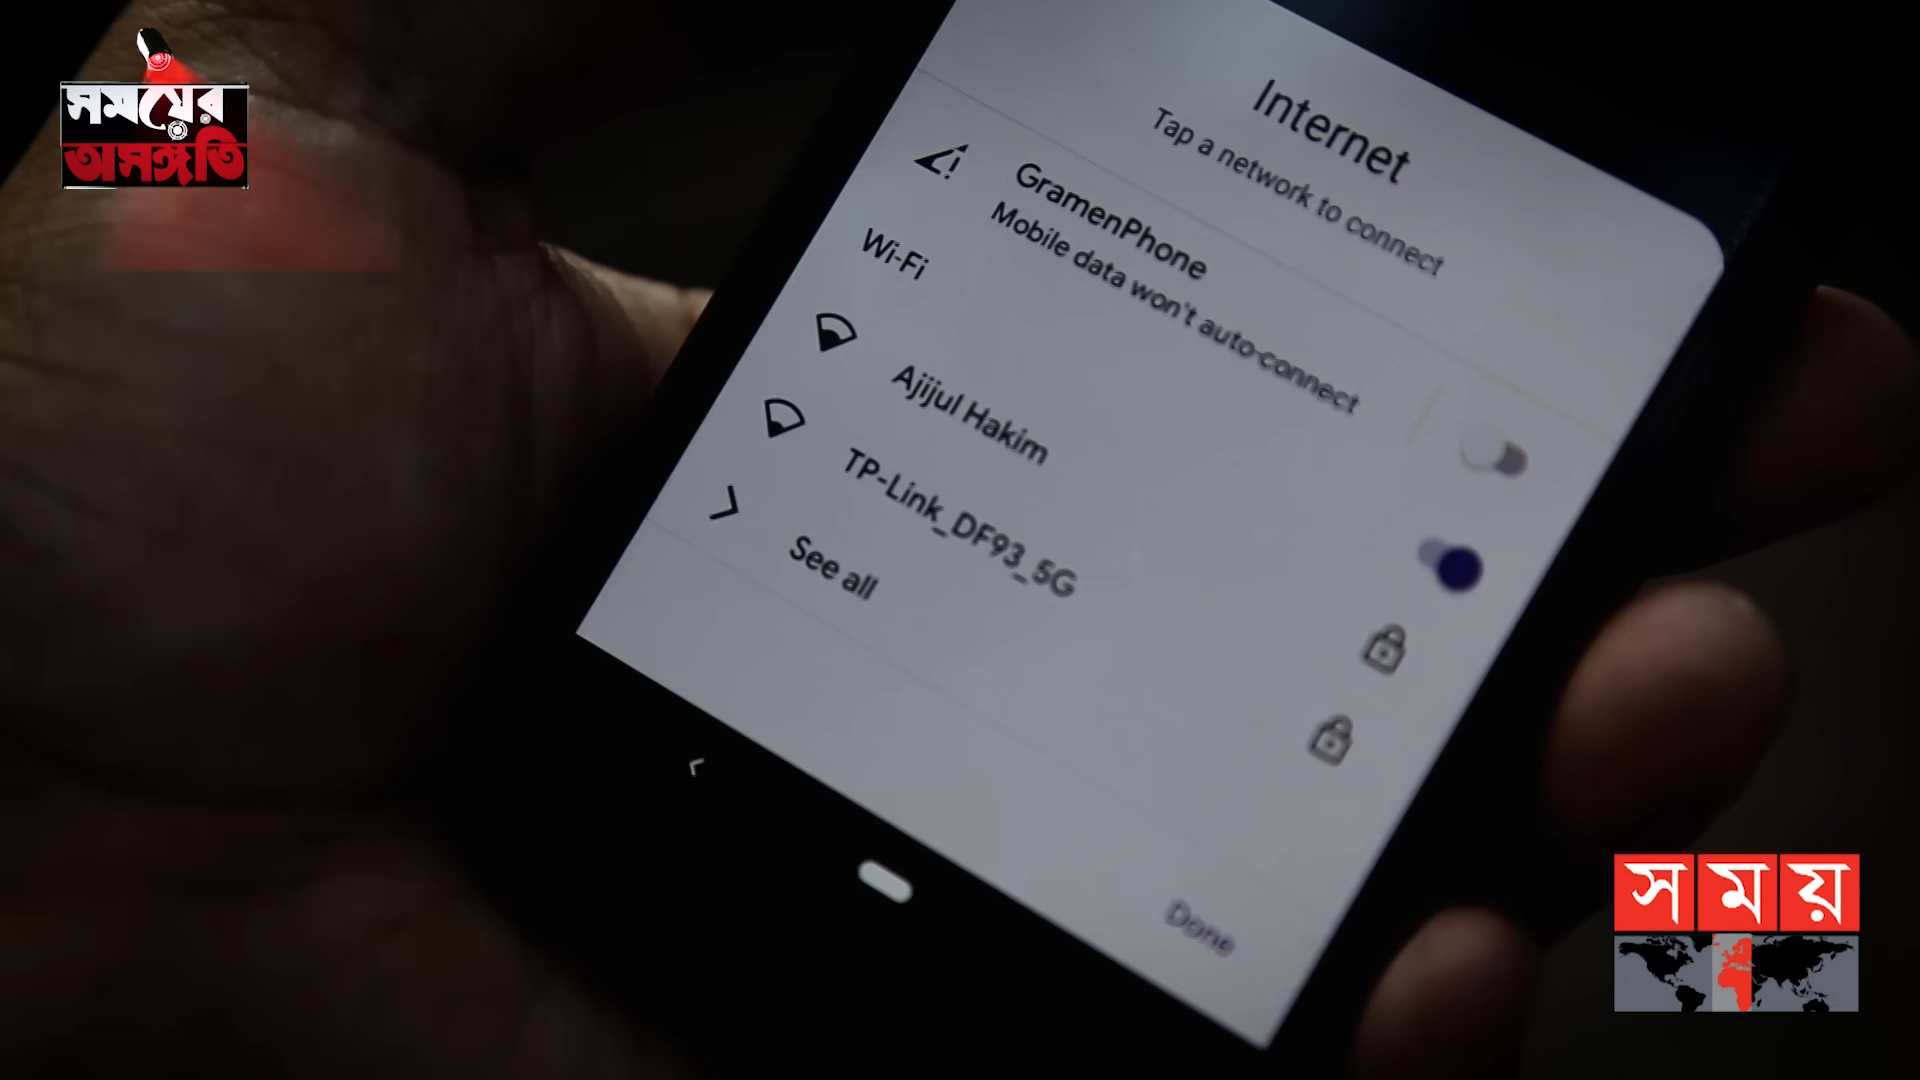 সময়ের
অসঙ্গতি
Internet
Tap a network to connect
GramenPhone
Mobile data won't auto-connect
Wi-Fi
Ajijul Hakim
TP-Link_DF93_5G
See all
Done
সময়